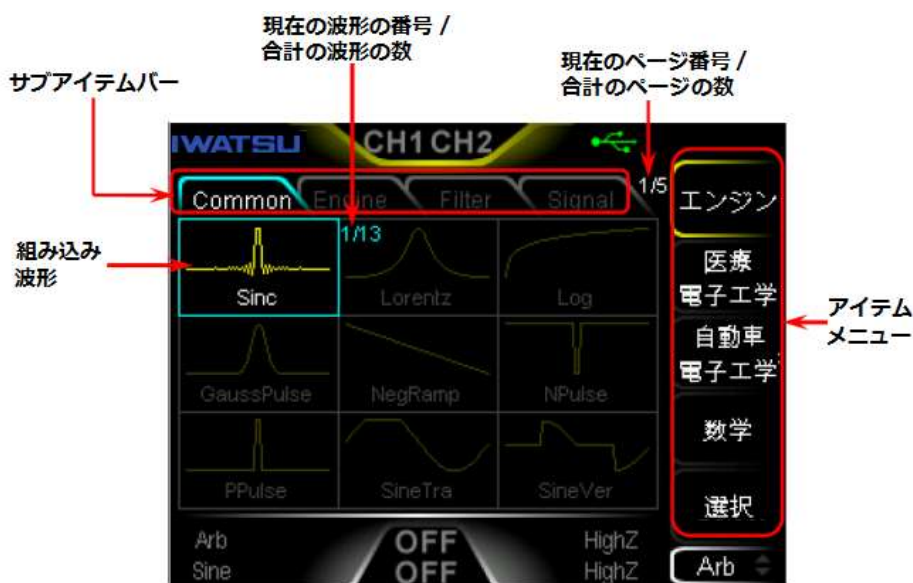 現在の波形の番号 /
合計の波形の数
現在のページ番号 /
合計のページの数
サブアイテムバー
IWATSU
CH1 CH2
Common
Engine
Filter
Signal
1/5
エンジン
1/13
組み込み
波形
Sinc
Lorentz
Log
医療
電子工学
アイテム
メニュー
自動車
電子工学
GaussPulse
NegRamp
NPulse
数学
PPulse
SineTra
SineVer
選択
Arb
OFF
HighZ
Sine
OFF
HighZ
Arb